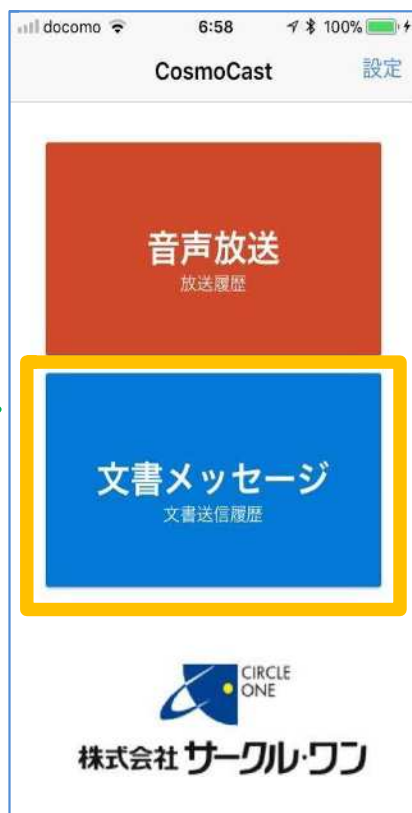 docomo 6:58 100%
CosmoCast 設定
音声放送
放送履歴
文書メッセージ
文書送信履歴
CIRCLE
ONE
株式会社サークル・ワン